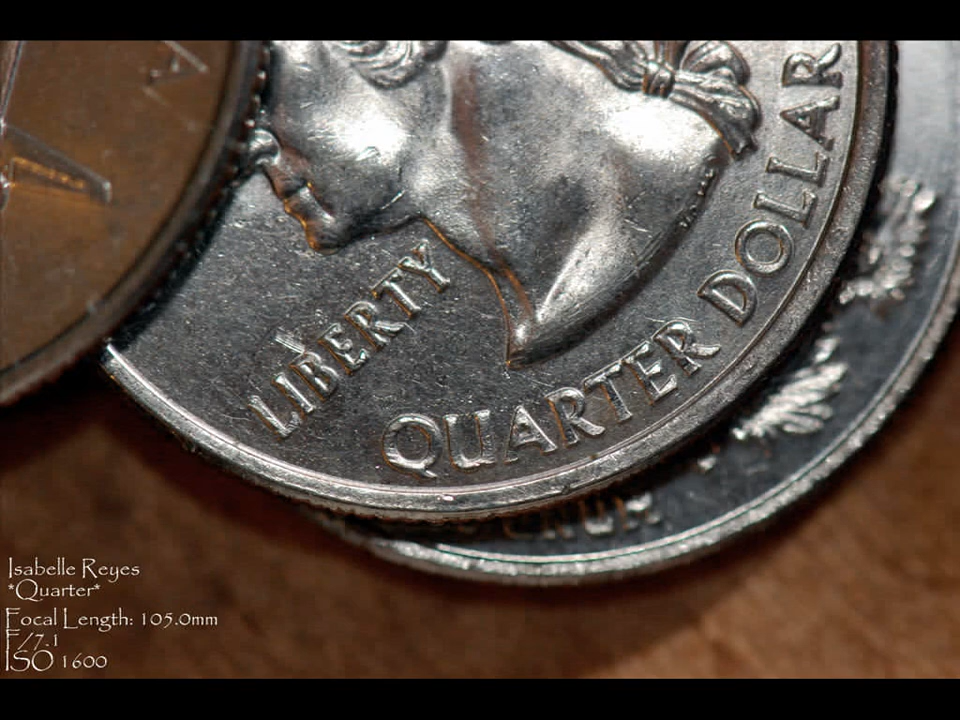 LIBERTY
QUARTER DOLLAR
Isabelle Reyes
*Quarter*
Focal Length: 105.0mm
F/7.1
ISO 1600